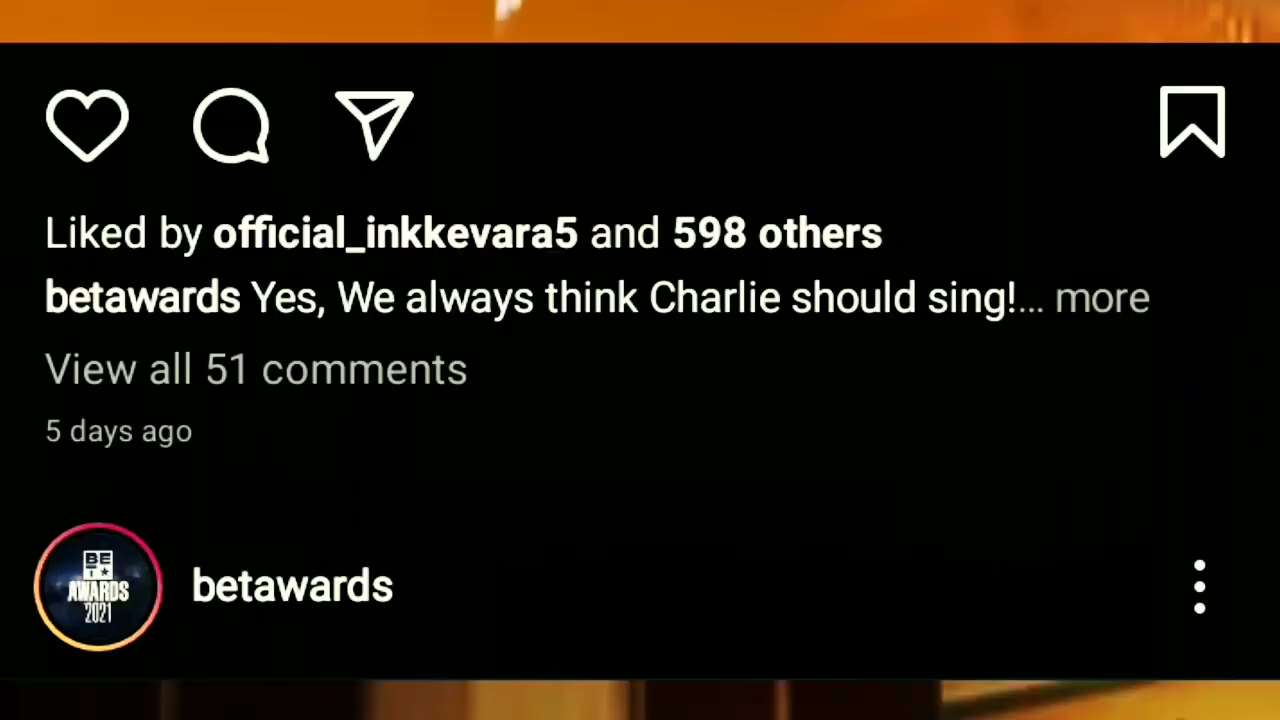 Liked by official_inkkevara5 and 598 others
betawards Yes, We always think Charlie should sing!... more
View all 51 comments
5 days ago
BET★
AWARDS
2021
betawards